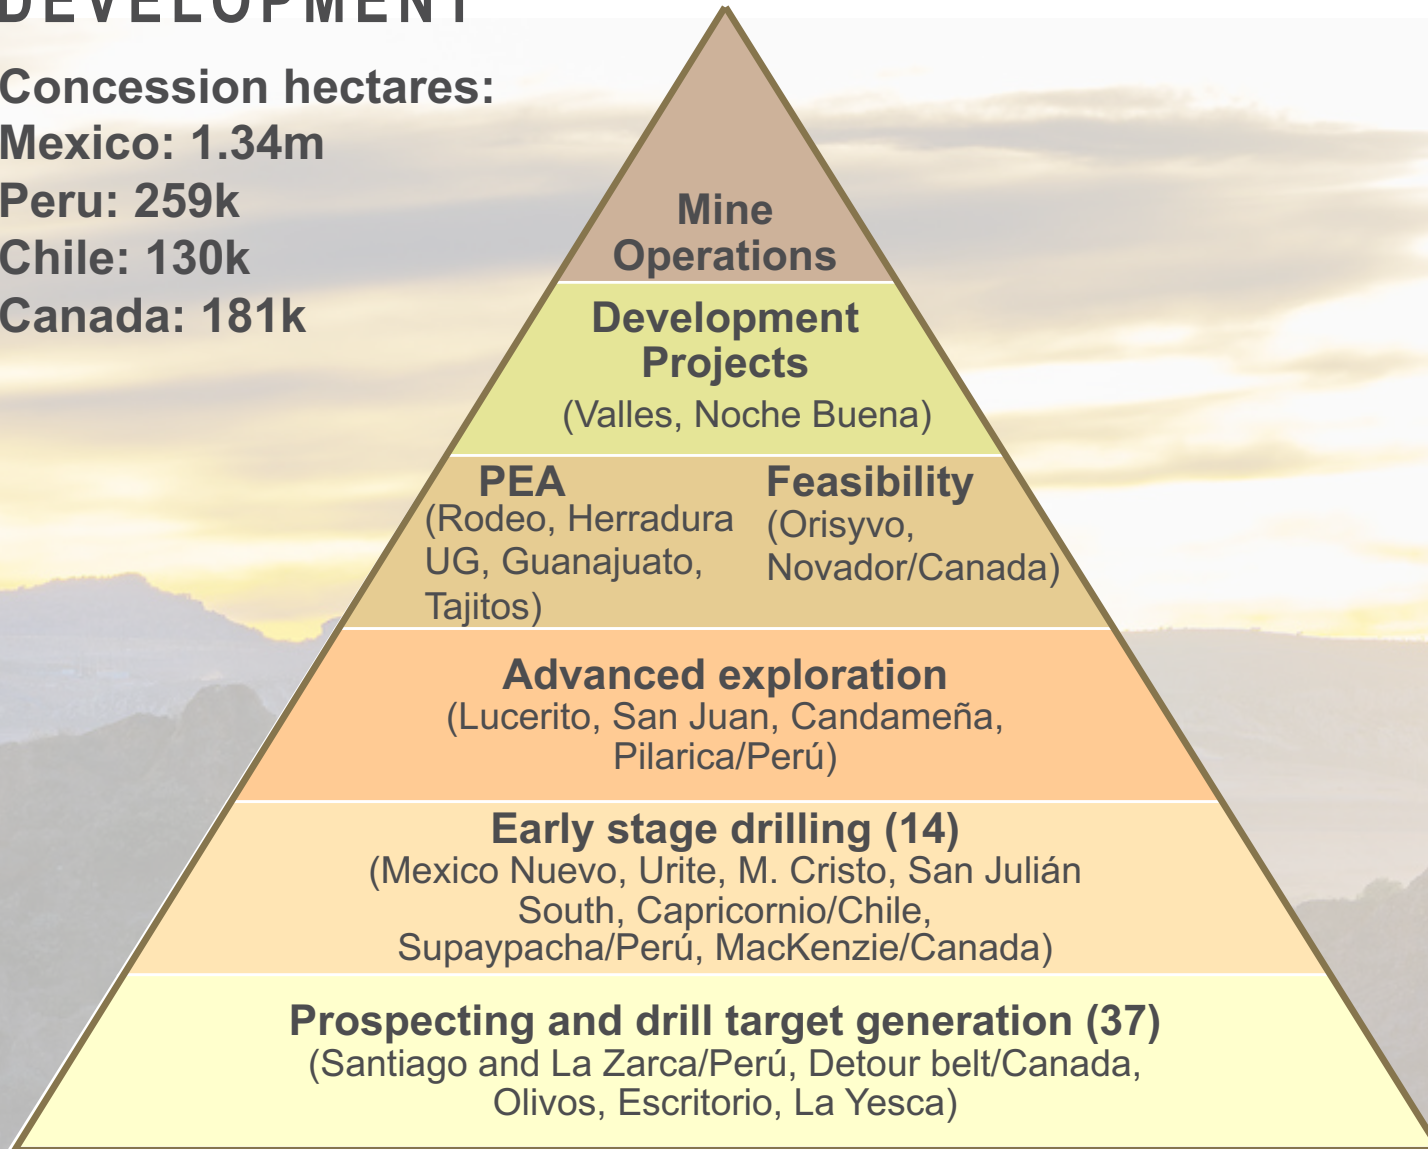 DEVELOPMENT
Concession hectares:
Mexico: 1.34m
Peru: 259k
Chile: 130k
Canada: 181k
Mine
Operations
Development
Projects
(Valles, Noche Buena)
PEA
(Rodeo, Herradura
UG, Guanajuato,
Tajitos)
Feasibility
(Orisyvo,
Novador/Canada)
Advanced exploration
(Lucerito, San Juan, Candameña,
Pilarica/Perú)
Early stage drilling (14)
(Mexico Nuevo, Urite, M. Cristo, San Julián
South, Capricornio/Chile,
Supaypacha/Perú, MacKenzie/Canada)
Prospecting and drill target generation (37)
(Santiago and La Zarca/Perú, Detour belt/Canada,
Olivos, Escritorio, La Yesca)